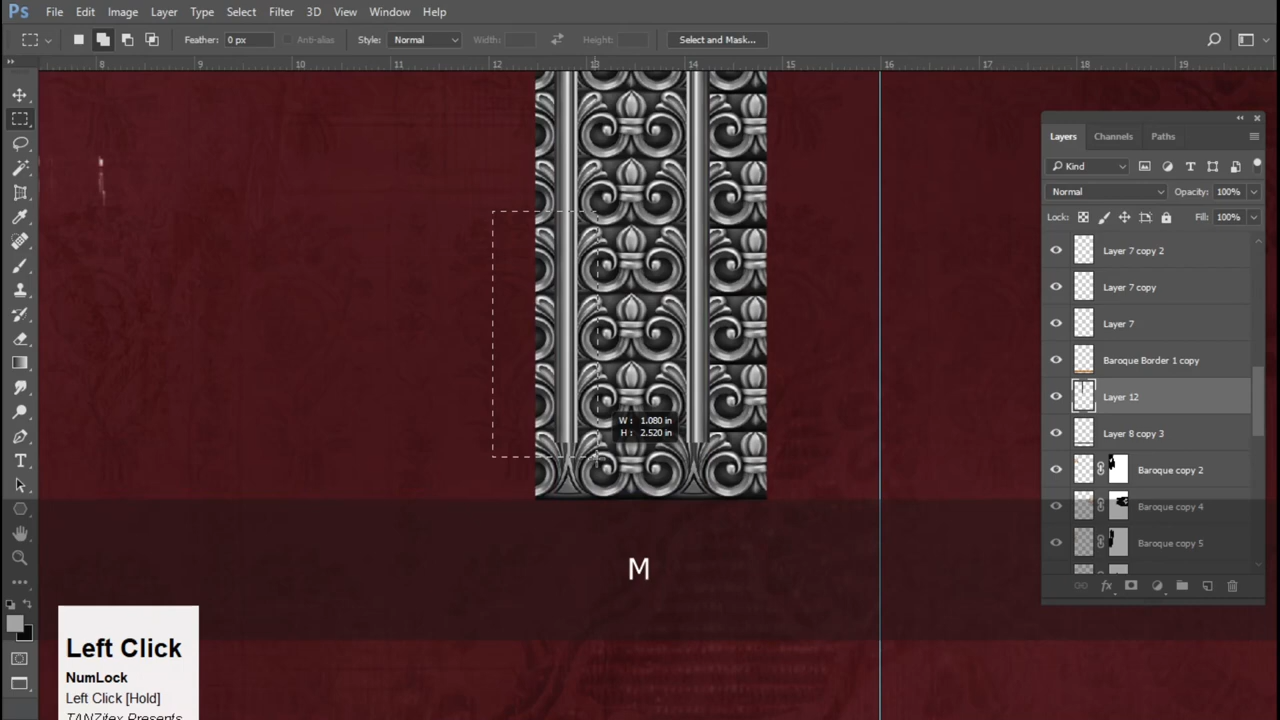 Ps File Edit Image Layer Type Select Filter 3D View Window Help
Feather: 0 px Anti-alias Style: Normal Width: Height: Select and Mask...
8 9 10 11 12 13 14 15 16 17 18 19
Layers Channels Paths
Kind
Normal Opacity: 100%
Lock: Fill: 100%
Layer 7 copy 2
Layer 7 copy
Layer 7
Baroque Border 1 copy
Layer 12
Layer 8 copy 3
Baroque copy 2
Baroque copy 4
Baroque copy 5
W: 1.080 in
H: 2.520 in
M
Left Click
NumLock
Left Click [Hold]
TANZitex Presents